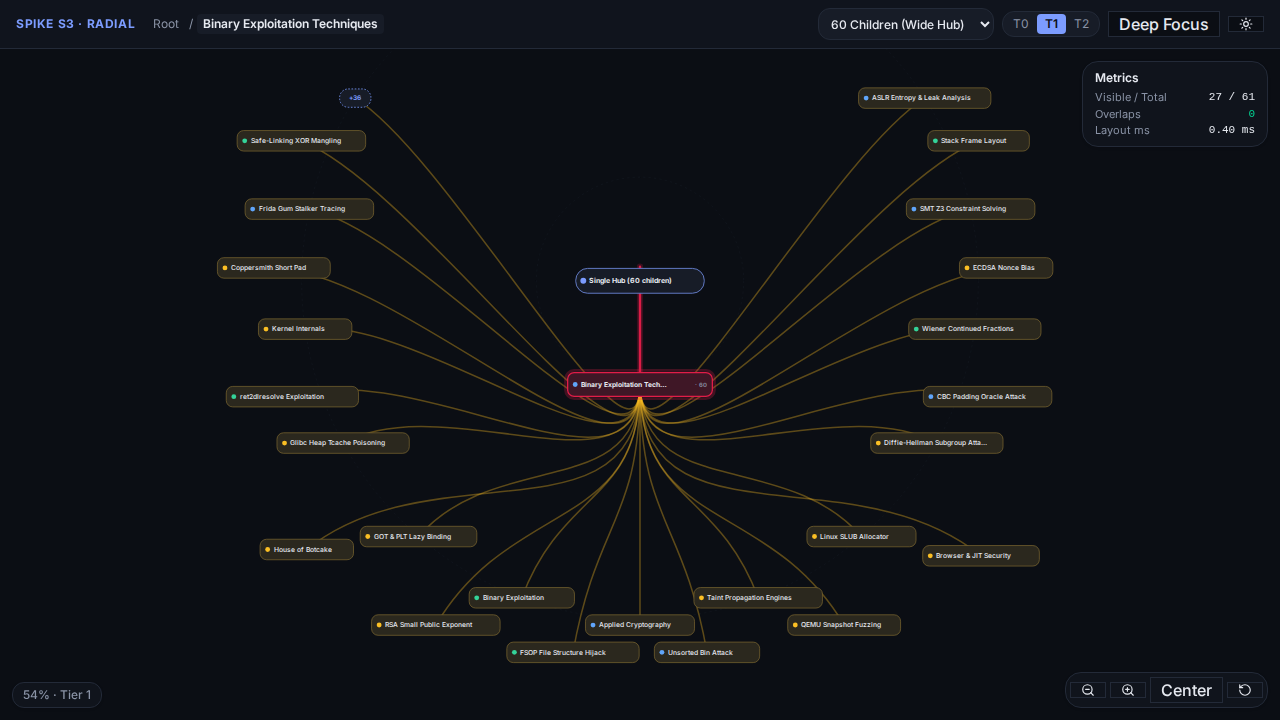 SPIKE S3 · RADIAL
Root / Binary Exploitation Techniques
60 Children (Wide Hub)
T0 T1 T2
Deep Focus
Metrics
Visible / Total 27 / 61
Overlaps 0
Layout ms 0.40 ms
+36
ASLR Entropy & Leak Analysis
Safe-Linking XOR Mangling
Stack Frame Layout
Frida Gum Stalker Tracing
SMT Z3 Constraint Solving
Coppersmith Short Pad
ECDSA Nonce Bias
Single Hub (60 children)
Kernel Internals
Wiener Continued Fractions
Binary Exploitation Tech... · 60
ret2dlresolve Exploitation
CBC Padding Oracle Attack
Glibc Heap Tcache Poisoning
Diffie-Hellman Subgroup Atta...
GOT & PLT Lazy Binding
Linux SLUB Allocator
House of Botcake
Browser & JIT Security
Binary Exploitation
Taint Propagation Engines
RSA Small Public Exponent
Applied Cryptography
QEMU Snapshot Fuzzing
FSOP File Structure Hijack
Unsorted Bin Attack
54% · Tier 1
Center